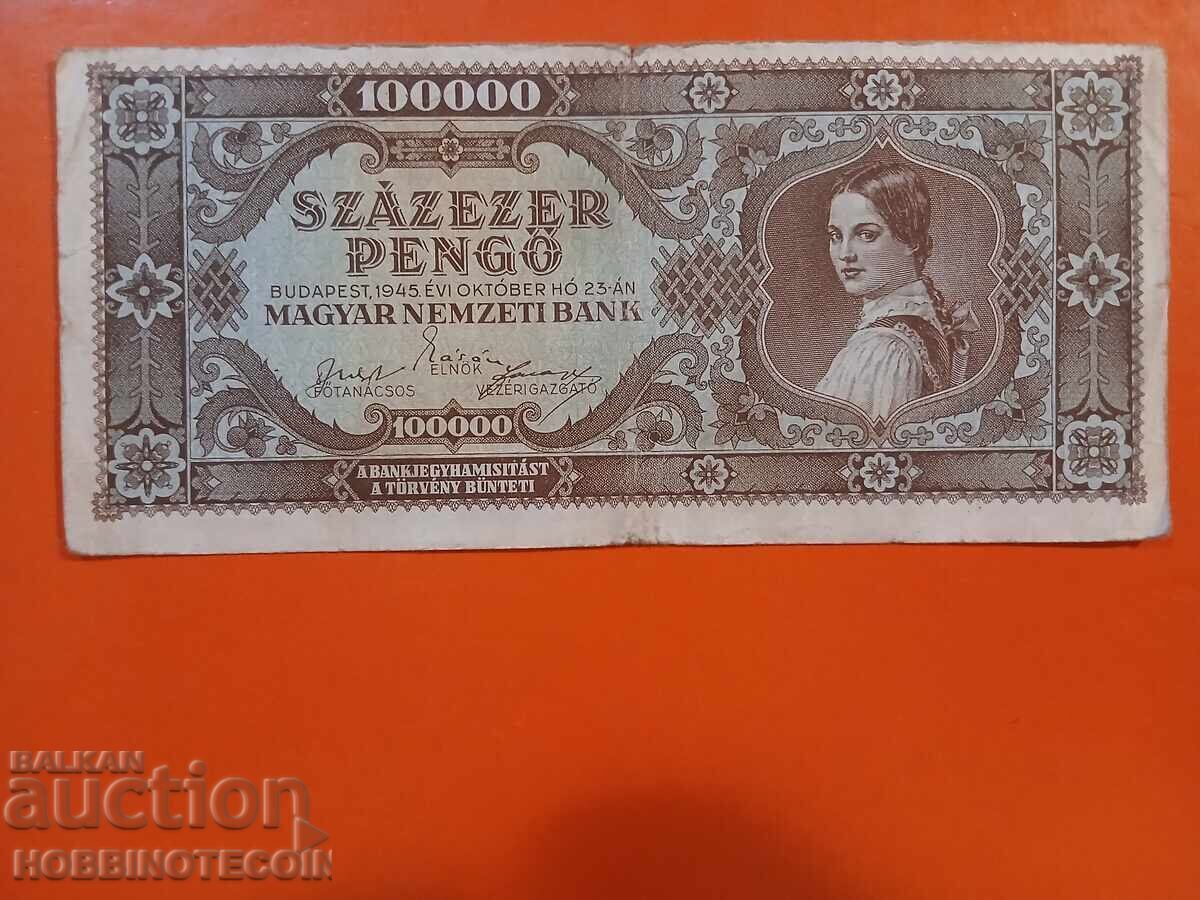 100000
SZÁZEZER
PENGŐ
BUDAPEST, 1945. ÉVI OKTÓBER HÓ 23-ÁN
MAGYAR NEMZETI BANK
ELNÖK
FŐTANÁCSOS
VEZÉRIGAZGATÓ
100000
A BANKJEGYHAMISITÁST
A TÖRVÉNY BÜNTETI
BALKAN
auction
HOBBINOTECOIN